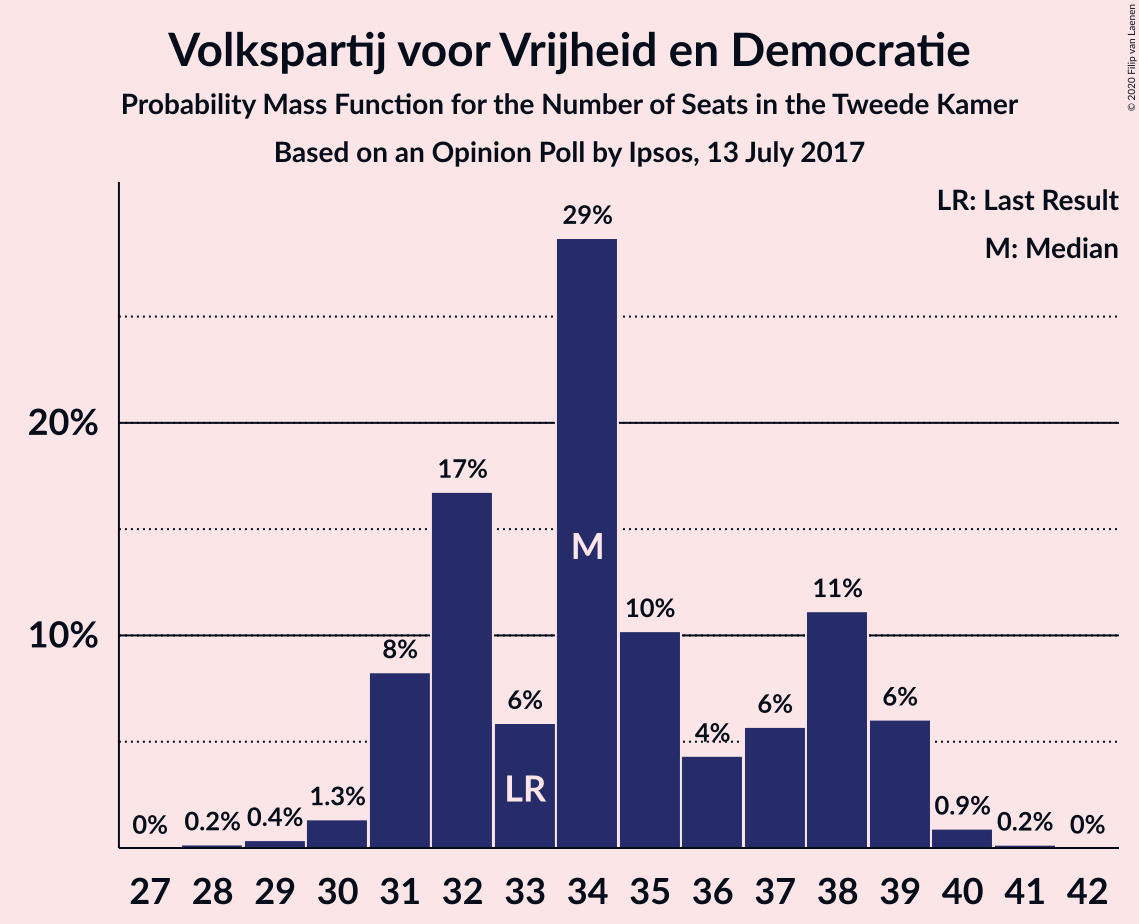 Volkspartij voor Vrijheid en Democratie
Probability Mass Function for the Number of Seats in the Tweede Kamer
Based on an Opinion Poll by Ipsos, 13 July 2017
© 2020 Filip van Laenen
LR: Last Result
M: Median
20%
10%
0%
0.2%
0.4%
1.3%
8%
17%
6%
29%
10%
4%
6%
11%
6%
0.9%
0.2%
0%
M
LR
27 28 29 30 31 32 33 34 35 36 37 38 39 40 41 42